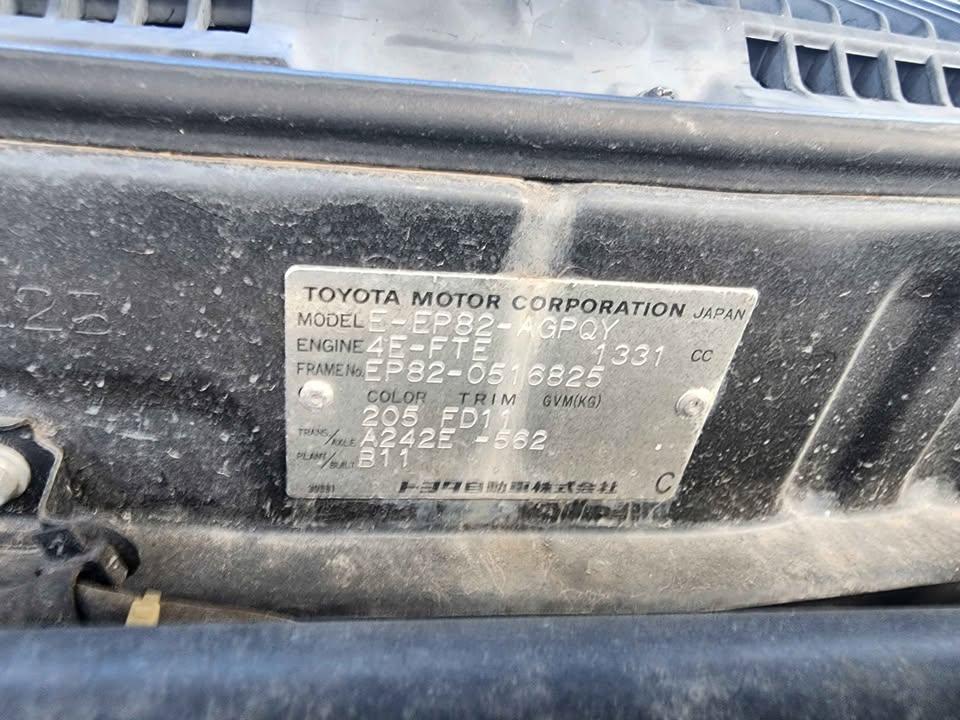 23
TOYOTA MOTOR CORPORATION JAPAN
MODEL E-EP82-AGPQY
ENGINE 4E-FTE 1331 CC
FRAME No. EP82-0516825
COLOR TRIM GVM(KG)
205 FD11
TRANS/AXLE A242E -562
PLANT/BUILT B11
トヨタ自動車株式会社 C